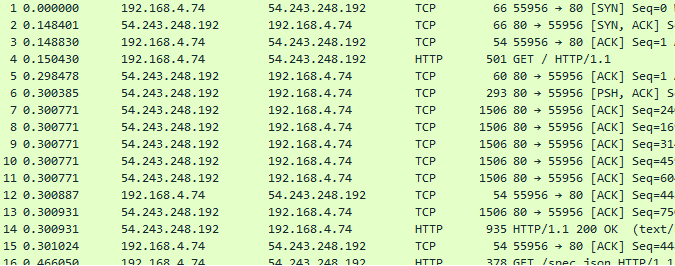 1 0.000000 192.168.4.74 54.243.248.192 TCP 66 55956 → 80 [SYN] Seq=0
2 0.148401 54.243.248.192 192.168.4.74 TCP 66 80 → 55956 [SYN, ACK] S
3 0.148830 192.168.4.74 54.243.248.192 TCP 54 55956 → 80 [ACK] Seq=1
4 0.150430 192.168.4.74 54.243.248.192 HTTP 501 GET / HTTP/1.1
5 0.298478 54.243.248.192 192.168.4.74 TCP 60 80 → 55956 [ACK] Seq=1
6 0.300385 54.243.248.192 192.168.4.74 TCP 293 80 → 55956 [PSH, ACK] S
7 0.300771 54.243.248.192 192.168.4.74 TCP 1506 80 → 55956 [ACK] Seq=24
8 0.300771 54.243.248.192 192.168.4.74 TCP 1506 80 → 55956 [ACK] Seq=16
9 0.300771 54.243.248.192 192.168.4.74 TCP 1506 80 → 55956 [ACK] Seq=31
10 0.300771 54.243.248.192 192.168.4.74 TCP 1506 80 → 55956 [ACK] Seq=45
11 0.300771 54.243.248.192 192.168.4.74 TCP 1506 80 → 55956 [ACK] Seq=60
12 0.300887 192.168.4.74 54.243.248.192 TCP 54 55956 → 80 [ACK] Seq=44
13 0.300931 54.243.248.192 192.168.4.74 TCP 1506 80 → 55956 [ACK] Seq=75
14 0.300931 54.243.248.192 192.168.4.74 HTTP 935 HTTP/1.1 200 OK (text/
15 0.301024 192.168.4.74 54.243.248.192 TCP 54 55956 → 80 [ACK] Seq=44
16 0.466050 192.168.4.74 54.243.248.192 HTTP 378 GET /spec.json HTTP/1.1